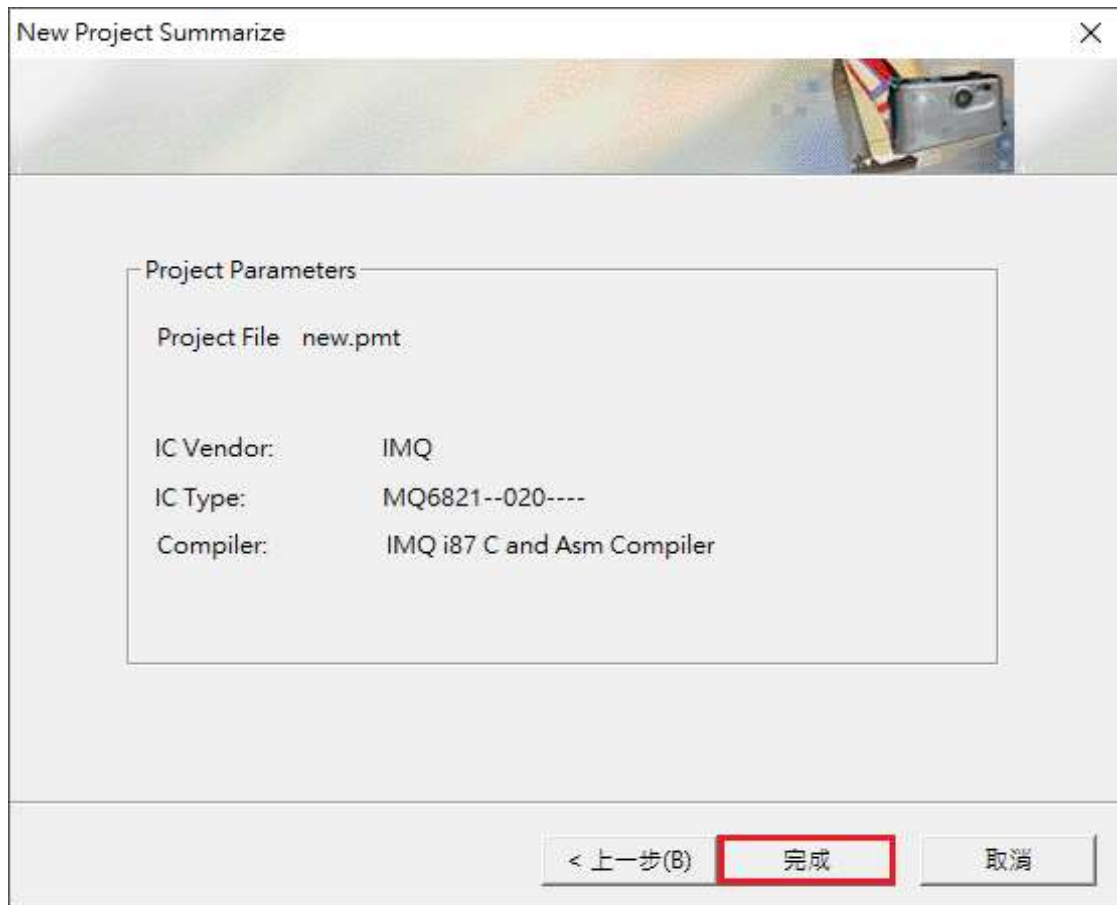 New Project Summarize
Project Parameters
Project File new.pmt
IC Vendor: IMQ
IC Type: MQ6821--020----
Compiler: IMQ i87 C and Asm Compiler
< 上一步(B) 完成 取消